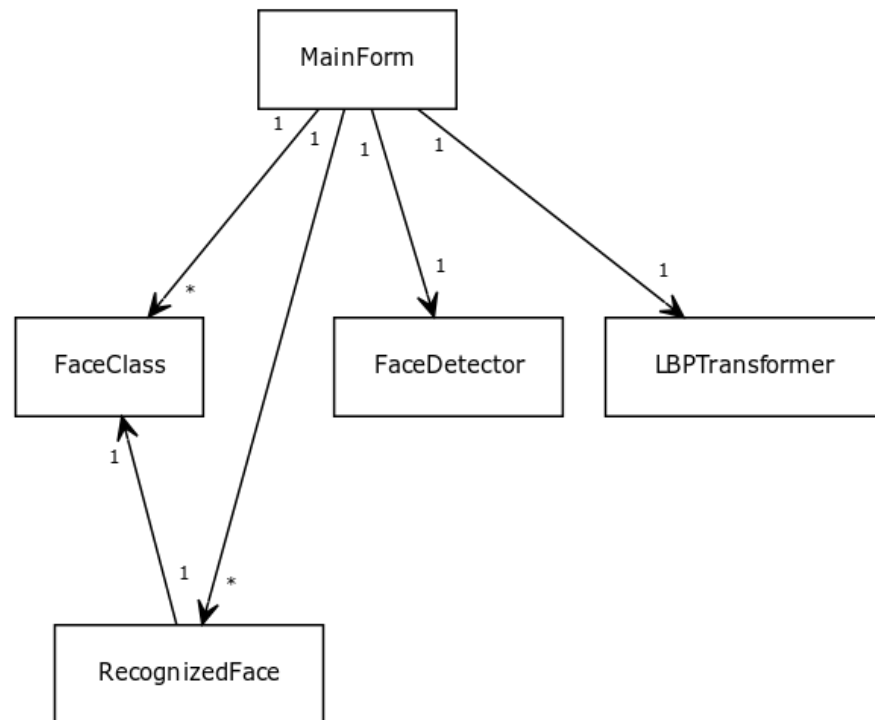 MainForm
1
1
1
1
1
1
*
FaceClass
FaceDetector
LBPTransformer
1
1
*
RecognizedFace